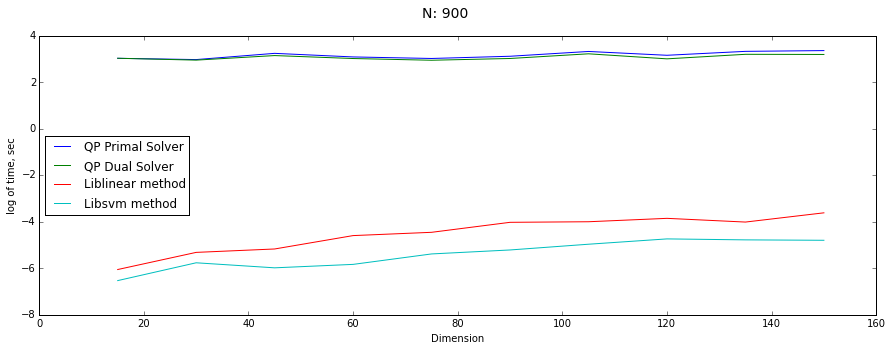 N: 900
4
2
0
−2
−4
−6
−8
log of time, sec
QP Primal Solver
QP Dual Solver
Liblinear method
Libsvm method
0 20 40 60 80 100 120 140 160
Dimension